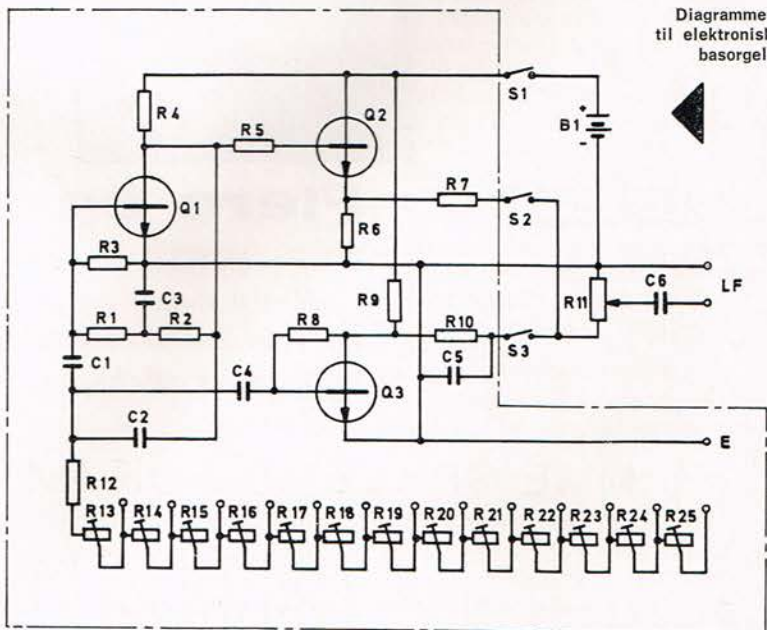 Diagramme
til elektronisk
basorgel
S1
R4
Q2
B1
+
-
R5
Q1
R7
S2
R6
R3
LF
C6
R9
R11
C3
R1
R2
R8
R10
S3
C1
C4
C5
Q3
C2
E
R12
R13 R14 R15 R16 R17 R18 R19 R20 R21 R22 R23 R24 R25